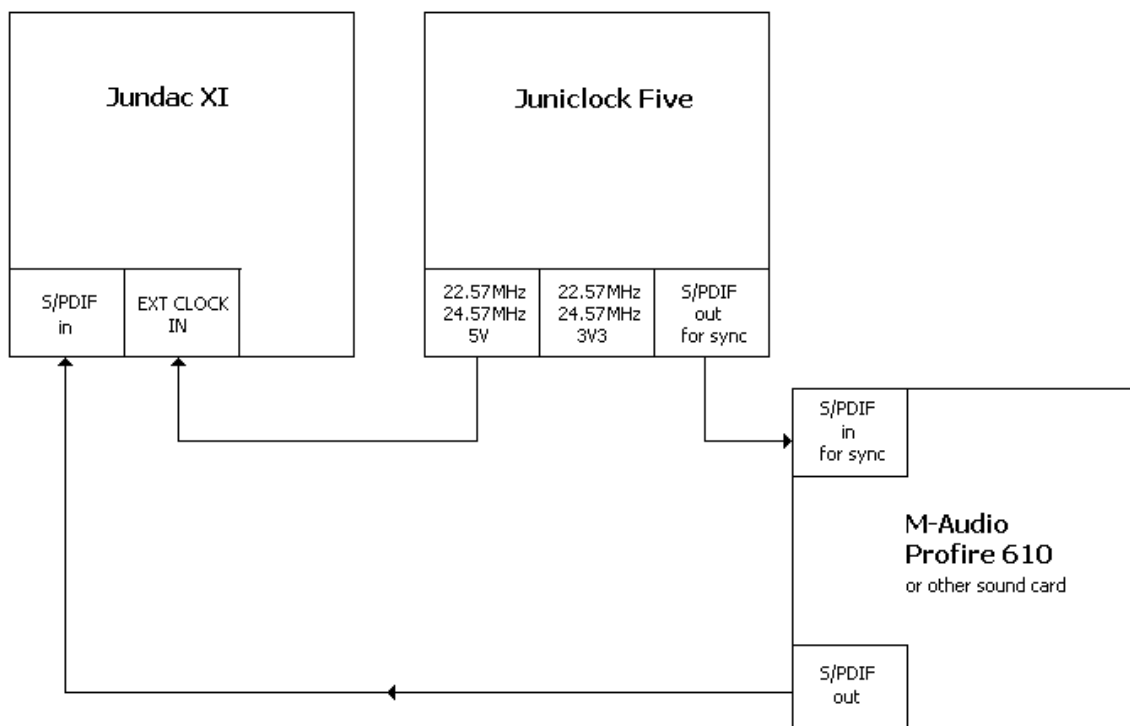 Jundac XI
Juniclock Five
S/PDIF
in
EXT CLOCK
IN
22.57MHz
24.57MHz
5V
22.57MHz
24.57MHz
3V3
S/PDIF
out
for sync
S/PDIF
in
for sync
M-Audio
Profire 610
or other sound card
S/PDIF
out